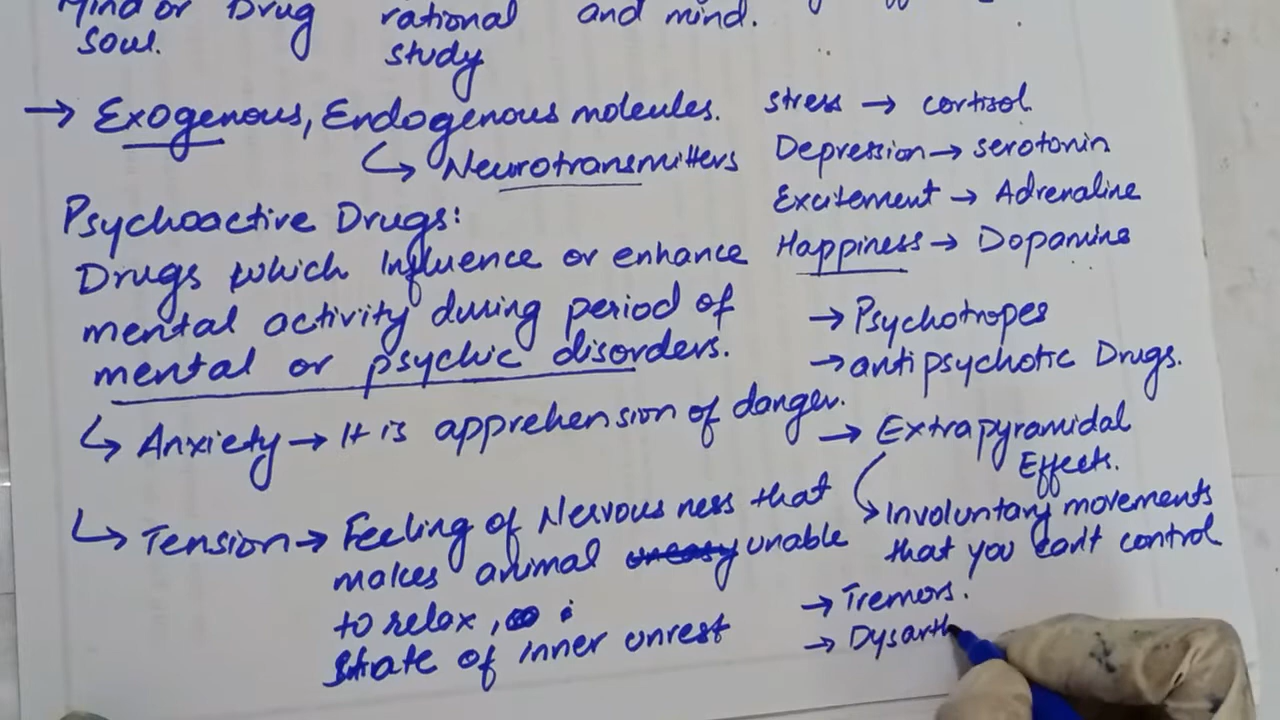 Mind or Drug rational and mind.
Soul. study
→ Exogenous, Endogenous molecules.
↳ Neurotransmitters
Psychoactive Drugs:
Drugs which Influence or enhance
mental activity during period of
mental or psychic disorders.
↳ Anxiety → It is apprehension of danger.
↳ Tension → Feeling of Nervous ness that
makes animal uneasy unable
to relax,
State of inner unrest
Stress → cortisol.
Depression → serotonin
Excitement → Adrenaline
Happiness → Dopamine
→ Psychotropes
→ antipsychotic Drugs.
→ Extrapyramidal
Effects.
↳ Involuntary movements
that you can't control
→ Tremors.
→ Dysarth